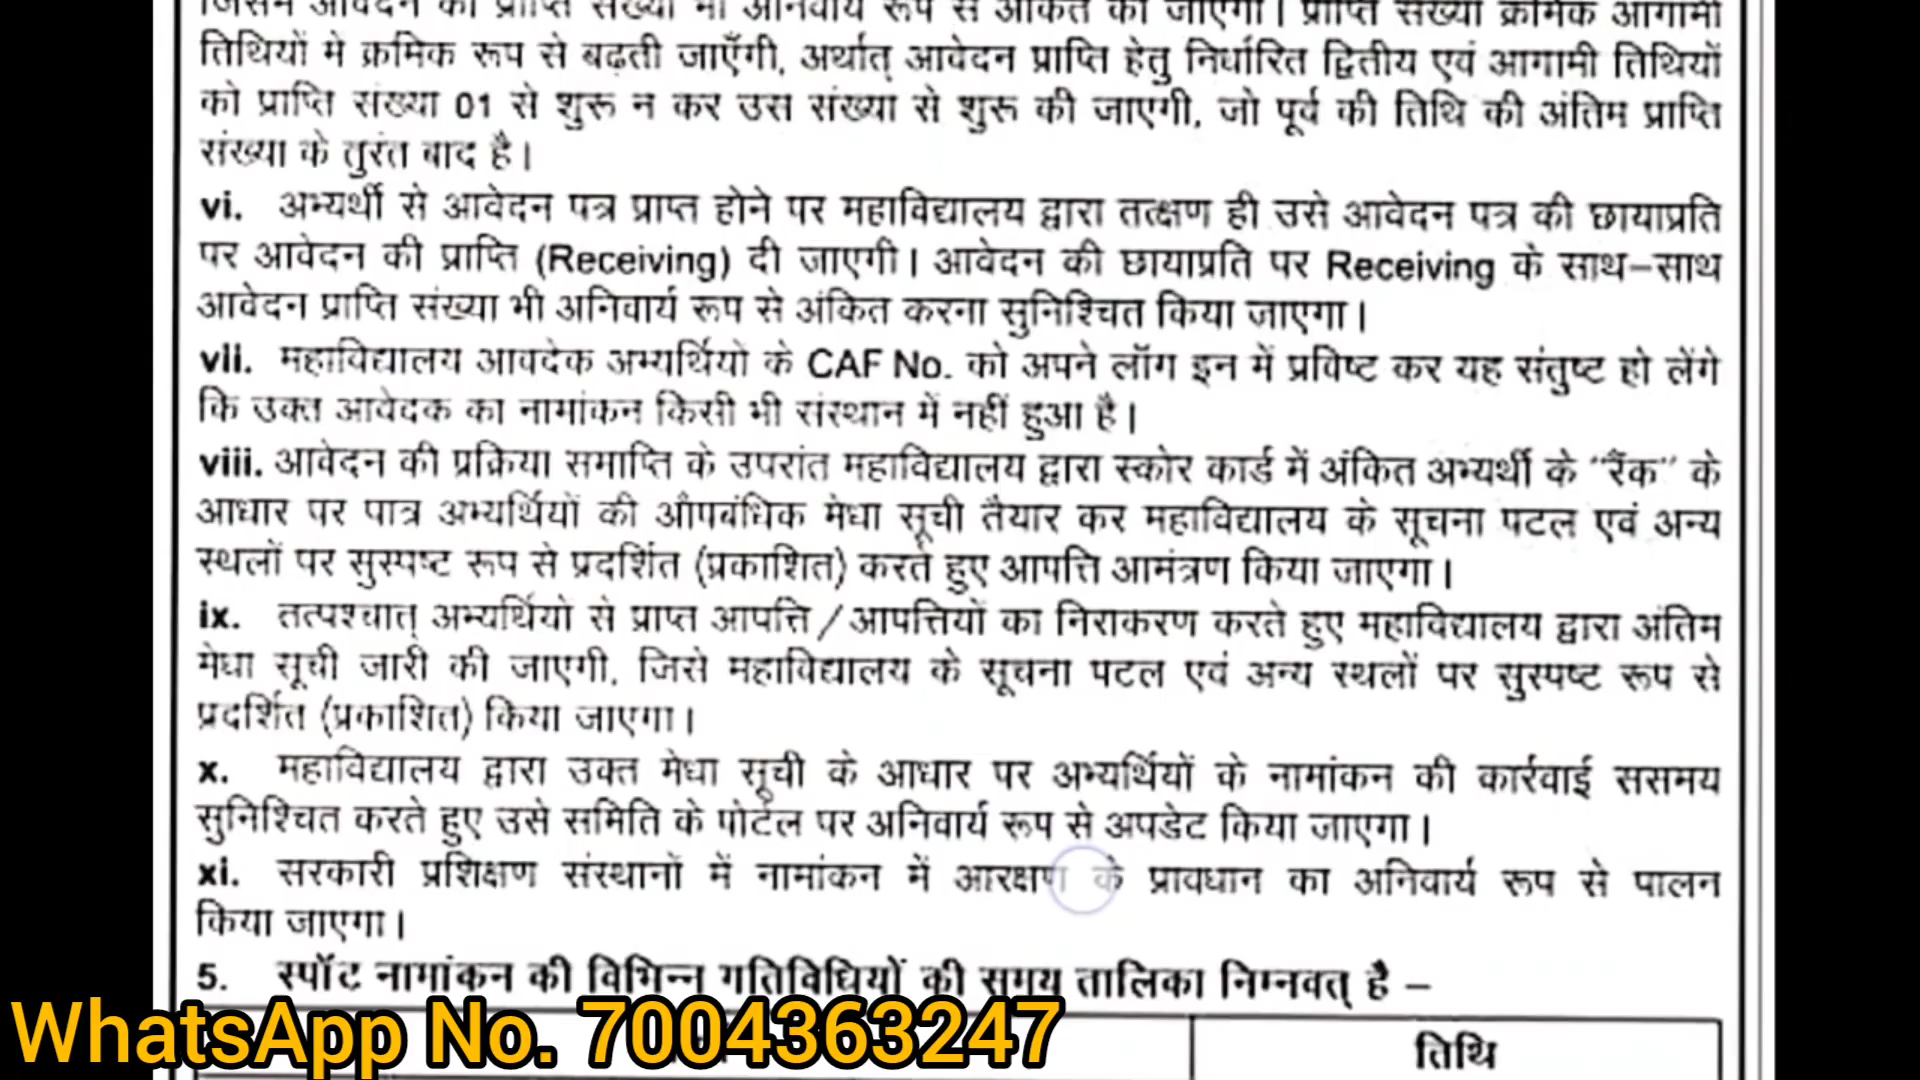 जिसमें आवेदन की प्राप्ति संख्या भी अनिवार्य रूप से अंकित की जाएगी। प्राप्ति संख्या क्रमिक आगामी
तिथियों में क्रमिक रूप से बढ़ती जाएँगी, अर्थात् आवेदन प्राप्ति हेतु निर्धारित द्वितीय एवं आगामी तिथियों
को प्राप्ति संख्या 01 से शुरू न कर उस संख्या से शुरू की जाएगी, जो पूर्व की तिथि की अंतिम प्राप्ति
संख्या के तुरंत बाद है।
vi. अभ्यर्थी से आवेदन पत्र प्राप्त होने पर महाविद्यालय द्वारा तत्क्षण ही उसे आवेदन पत्र की छायाप्रति
पर आवेदन की प्राप्ति (Receiving) दी जाएगी। आवेदन की छायाप्रति पर Receiving के साथ-साथ
आवेदन प्राप्ति संख्या भी अनिवार्य रूप से अंकित करना सुनिश्चित किया जाएगा।
vii. महाविद्यालय आवदेक अभ्यर्थियो के CAF No. को अपने लॉग इन में प्रविष्ट कर यह संतुष्ट हो लेंगे
कि उक्त आवेदक का नामांकन किसी भी संस्थान में नहीं हुआ है।
viii. आवेदन की प्रक्रिया समाप्ति के उपरांत महाविद्यालय द्वारा स्कोर कार्ड में अंकित अभ्यर्थी के “रैंक” के
आधार पर पात्र अभ्यर्थियों की औपबंधिक मेधा सूची तैयार कर महाविद्यालय के सूचना पटल एवं अन्य
स्थलों पर सुस्पष्ट रूप से प्रदर्शित (प्रकाशित) करते हुए आपत्ति आमंत्रण किया जाएगा।
ix. तत्पश्चात् अभ्यर्थियो से प्राप्त आपत्ति/आपत्तियों का निराकरण करते हुए महाविद्यालय द्वारा अंतिम
मेधा सूची जारी की जाएगी, जिसे महाविद्यालय के सूचना पटल एवं अन्य स्थलों पर सुस्पष्ट रूप से
प्रदर्शित (प्रकाशित) किया जाएगा।
x. महाविद्यालय द्वारा उक्त मेधा सूची के आधार पर अभ्यर्थियों के नामांकन की कार्रवाई ससमय
सुनिश्चित करते हुए उसे समिति के पोर्टल पर अनिवार्य रूप से अपडेट किया जाएगा।
xi. सरकारी प्रशिक्षण संस्थानों में नामांकन में आरक्षण के प्रावधान का अनिवार्य रूप से पालन
किया जाएगा।
5. स्पॉट नामांकन की विभिन्न गतिविधियों की समय तालिका निम्नवत् है –
तिथि
WhatsApp No. 7004363247